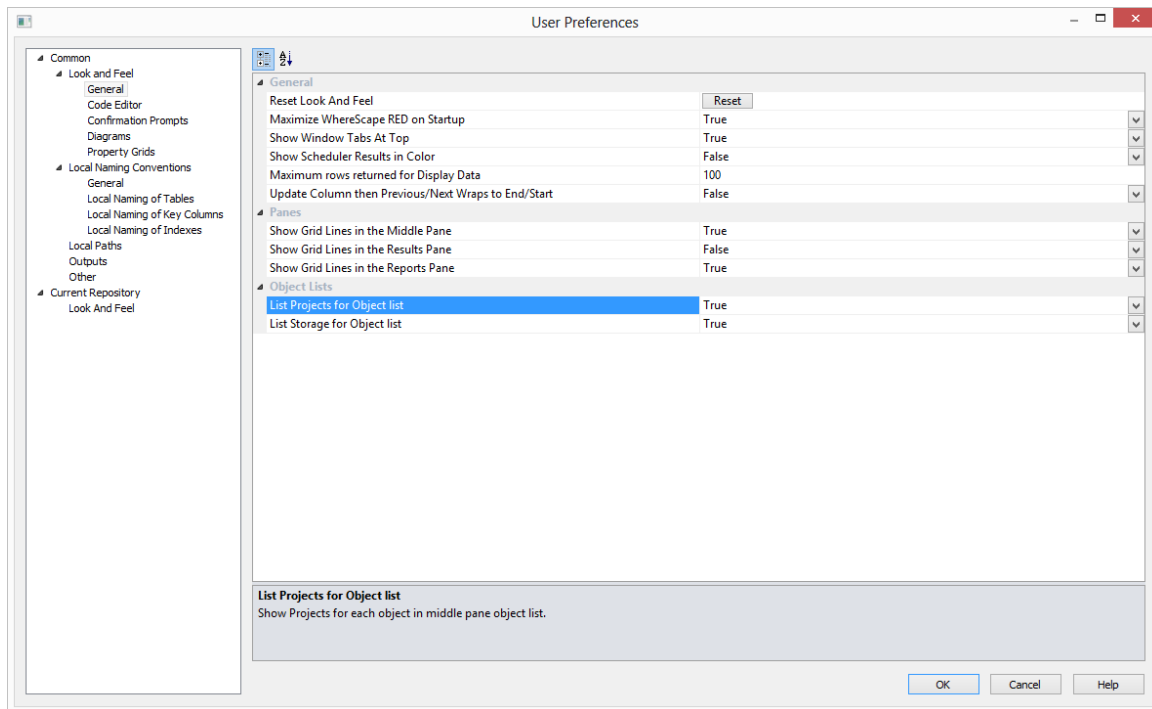 User Preferences
Common
Look and Feel
General
Code Editor
Confirmation Prompts
Diagrams
Property Grids
Local Naming Conventions
General
Local Naming of Tables
Local Naming of Key Columns
Local Naming of Indexes
Local Paths
Outputs
Other
Current Repository
Look And Feel
General
Reset Look And Feel Reset
Maximize WhereScape RED on Startup True
Show Window Tabs At Top True
Show Scheduler Results in Color False
Maximum rows returned for Display Data 100
Update Column then Previous/Next Wraps to End/Start False
Panes
Show Grid Lines in the Middle Pane True
Show Grid Lines in the Results Pane False
Show Grid Lines in the Reports Pane True
Object Lists
List Projects for Object list True
List Storage for Object list True
List Projects for Object list
Show Projects for each object in middle pane object list.
OK Cancel Help